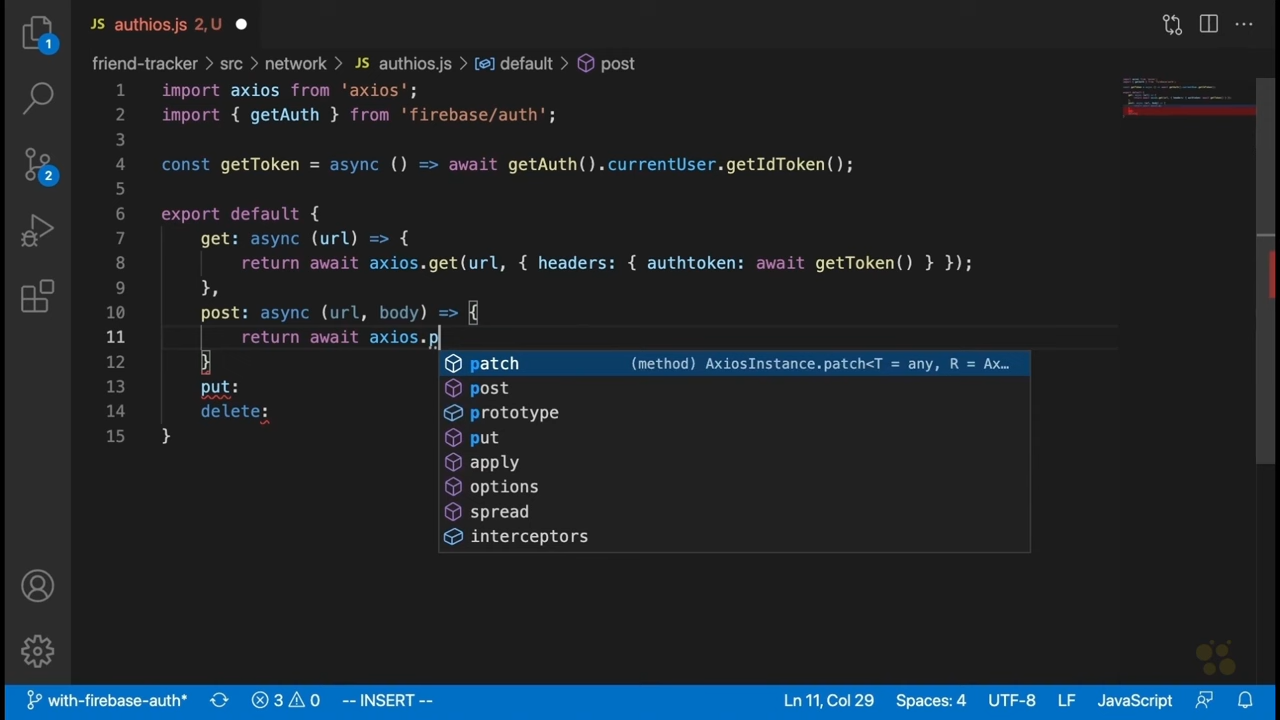 JS authios.js 2, U
friend-tracker > src > network > JS authios.js > default > post
1 import axios from 'axios';
2 import { getAuth } from 'firebase/auth';
3
4 const getToken = async () => await getAuth().currentUser.getIdToken();
5
6 export default {
7 get: async (url) => {
8 return await axios.get(url, { headers: { authtoken: await getToken() } });
9 },
10 post: async (url, body) => {
11 return await axios.p
12 }
13 put:
14 delete:
15 }
patch (method) AxiosInstance.patch<T = any, R = Ax…
post
prototype
put
apply
options
spread
interceptors
1
2
with-firebase-auth* 3 0 -- INSERT -- Ln 11, Col 29 Spaces: 4 UTF-8 LF JavaScript